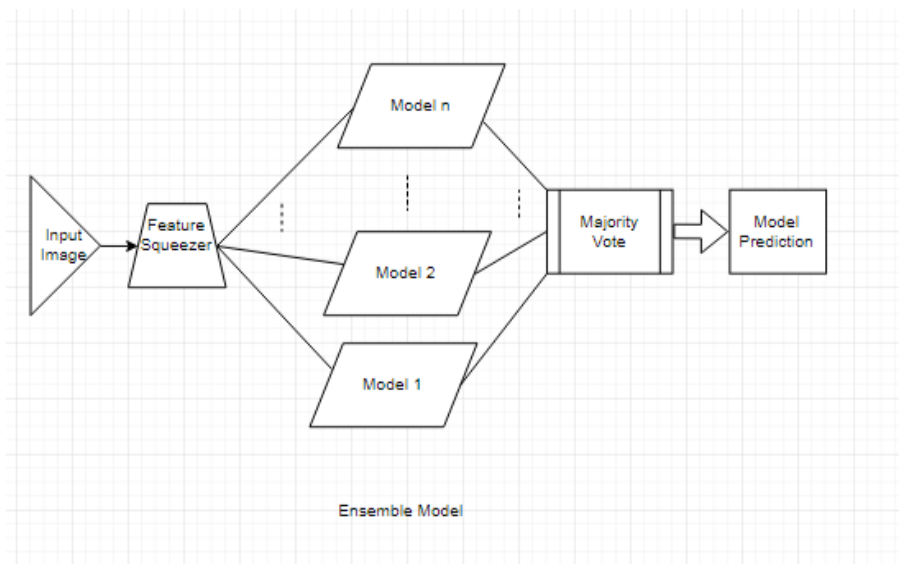 Model n
Input
Image
Feature
Squeezer
Model 2
Model 1
Majority
Vote
Model
Prediction
Ensemble Model